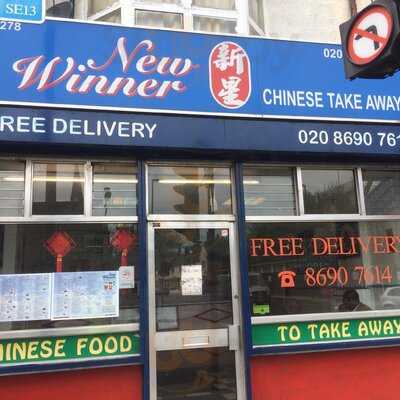 SE13
278
New
Winner
新星
020
CHINESE TAKE AWAY
FREE DELIVERY
020 8690 761
FREE DELIVERY
☎ 8690 7614
HINESE FOOD
TO TAKE AWAY